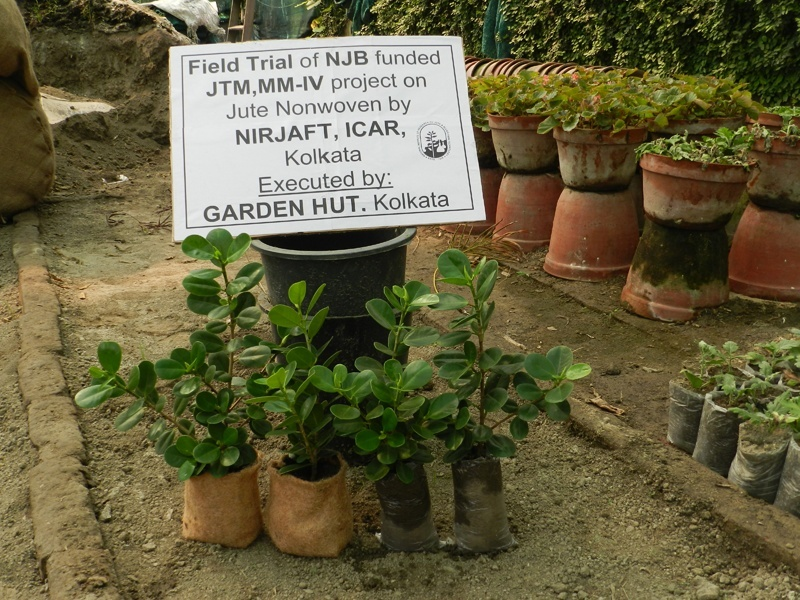 Field Trial of NJB funded
JTM,MM-IV project on
Jute Nonwoven by
NIRJAFT, ICAR,
Kolkata
Executed by:
GARDEN HUT. Kolkata